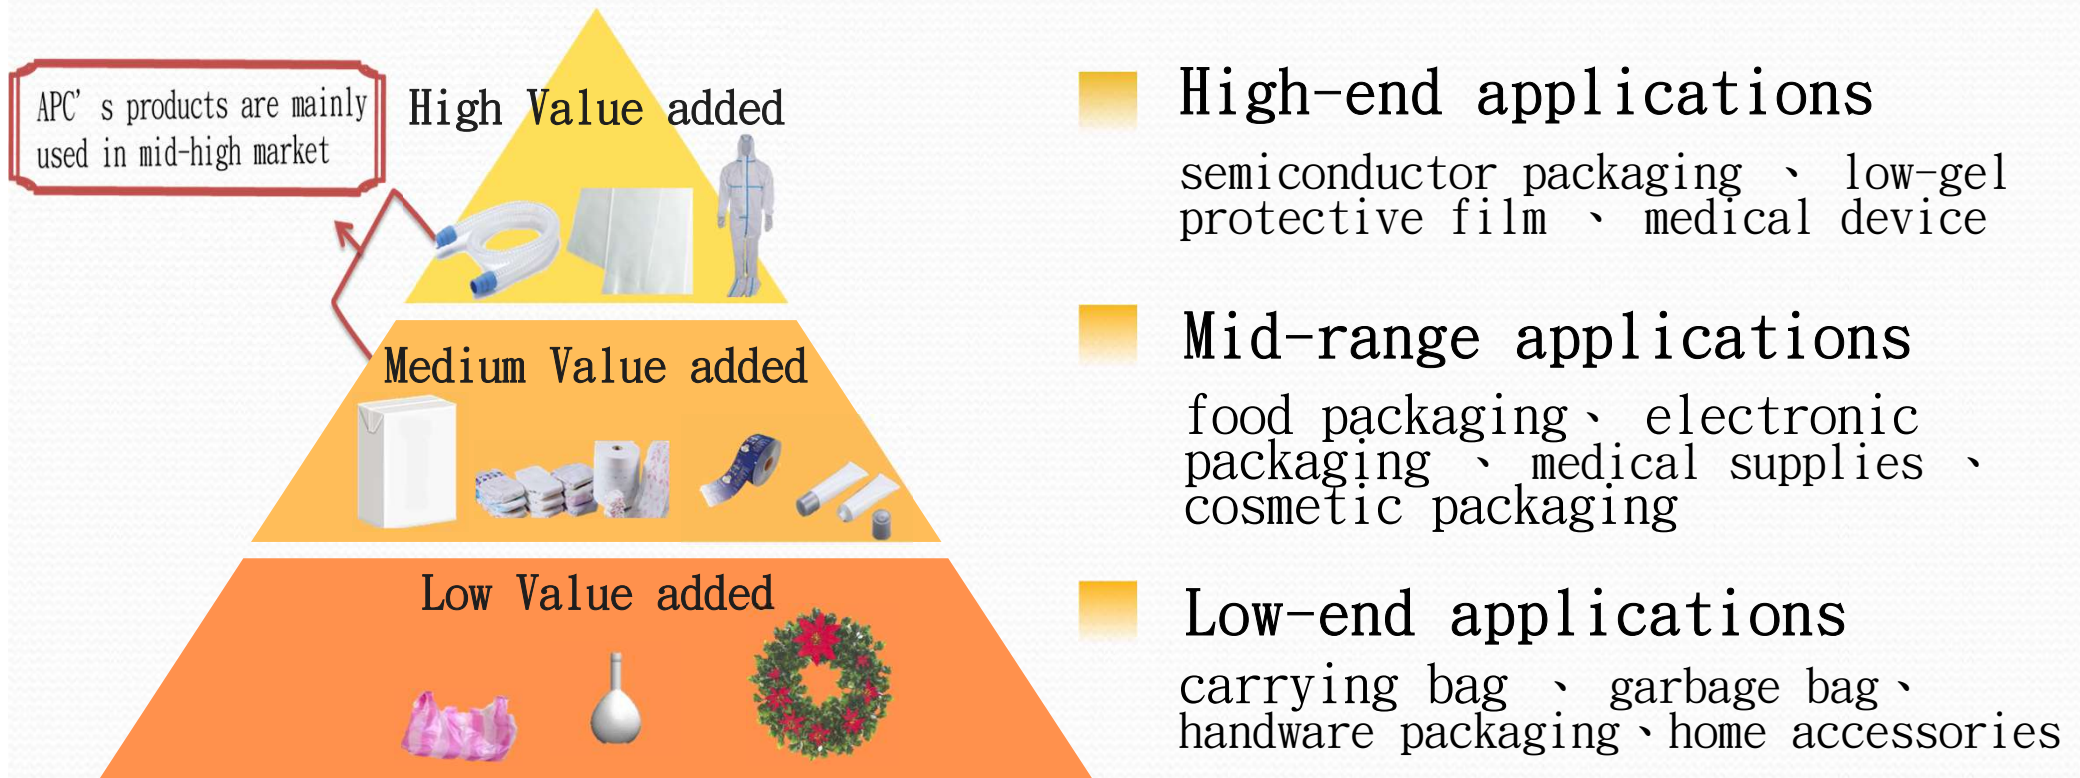 APC' s products are mainly
used in mid-high market
High Value added
Medium Value added
Low Value added
High-end applications
semiconductor packaging 、 low-gel
protective film 、 medical device
Mid-range applications
food packaging、 electronic
packaging 、 medical supplies 、
cosmetic packaging
Low-end applications
carrying bag 、 garbage bag、
handware packaging、home accessories